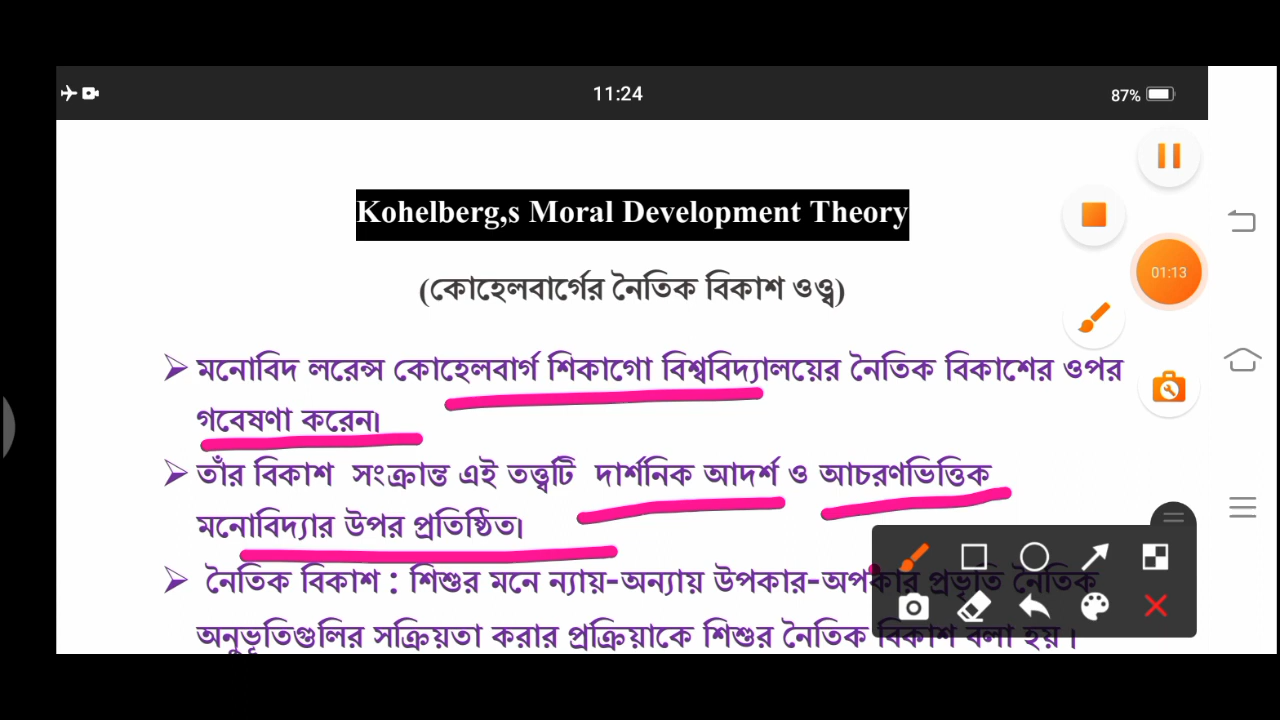 11:24
87%
Kohelberg,s Moral Development Theory
(কোহেলবার্গের নৈতিক বিকাশ ওত্ত্ব)
01:13
➢ মনোবিদ লরেন্স কোহেলবার্গ শিকাগো বিশ্ববিদ্যালয়ের নৈতিক বিকাশের ওপর
গবেষণা করেন।
➢ তাঁর বিকাশ সংক্রান্ত এই তত্ত্বটি দার্শনিক আদর্শ ও আচরণভিত্তিক
মনোবিদ্যার উপর প্রতিষ্ঠিত।
➢ নৈতিক বিকাশ : শিশুর মনে ন্যায়-অন্যায় উপকার-অপকার প্রভৃতি নৈতিক
অনুভূতিগুলির সক্রিয়তা করার প্রক্রিয়াকে শিশুর নৈতিক বিকাশ বলা হয়।